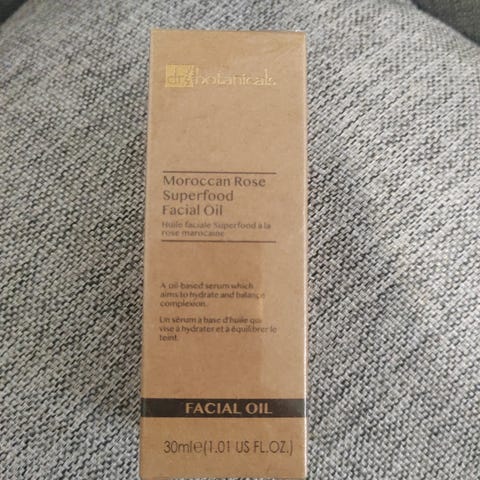 dr. botanicals
Moroccan Rose
Superfood
Facial Oil
Huile faciale Superfood à la
rose marocaine
A oil-based serum which
aims to hydrate and balance
complexion.
Un sérum à base d'huile qui
vise à hydrater et à équilibrer le
teint.
FACIAL OIL
30ml℮(1.01 US FL.OZ.)